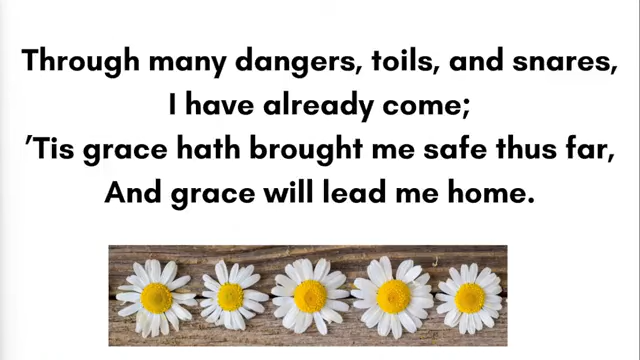 Through many dangers, toils, and snares,
I have already come;
’Tis grace hath brought me safe thus far,
And grace will lead me home.